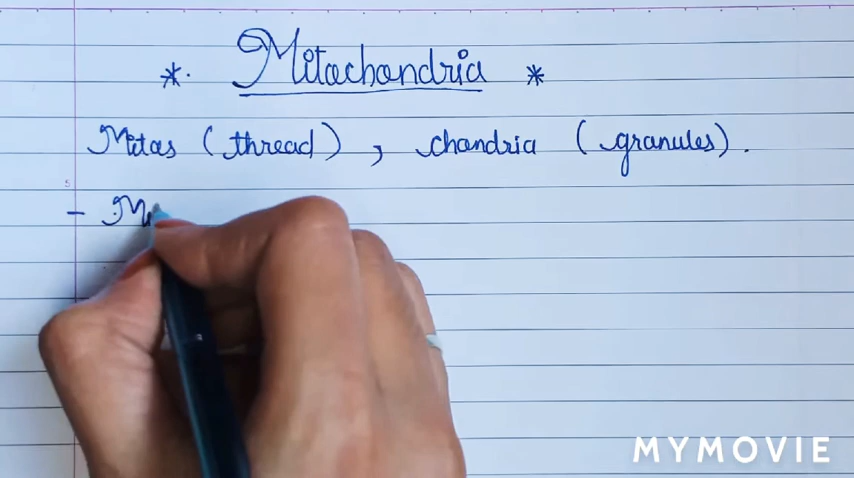 * Mitochondria *
Mitos (thread) , chondria (granules).
-
MYMOVIE